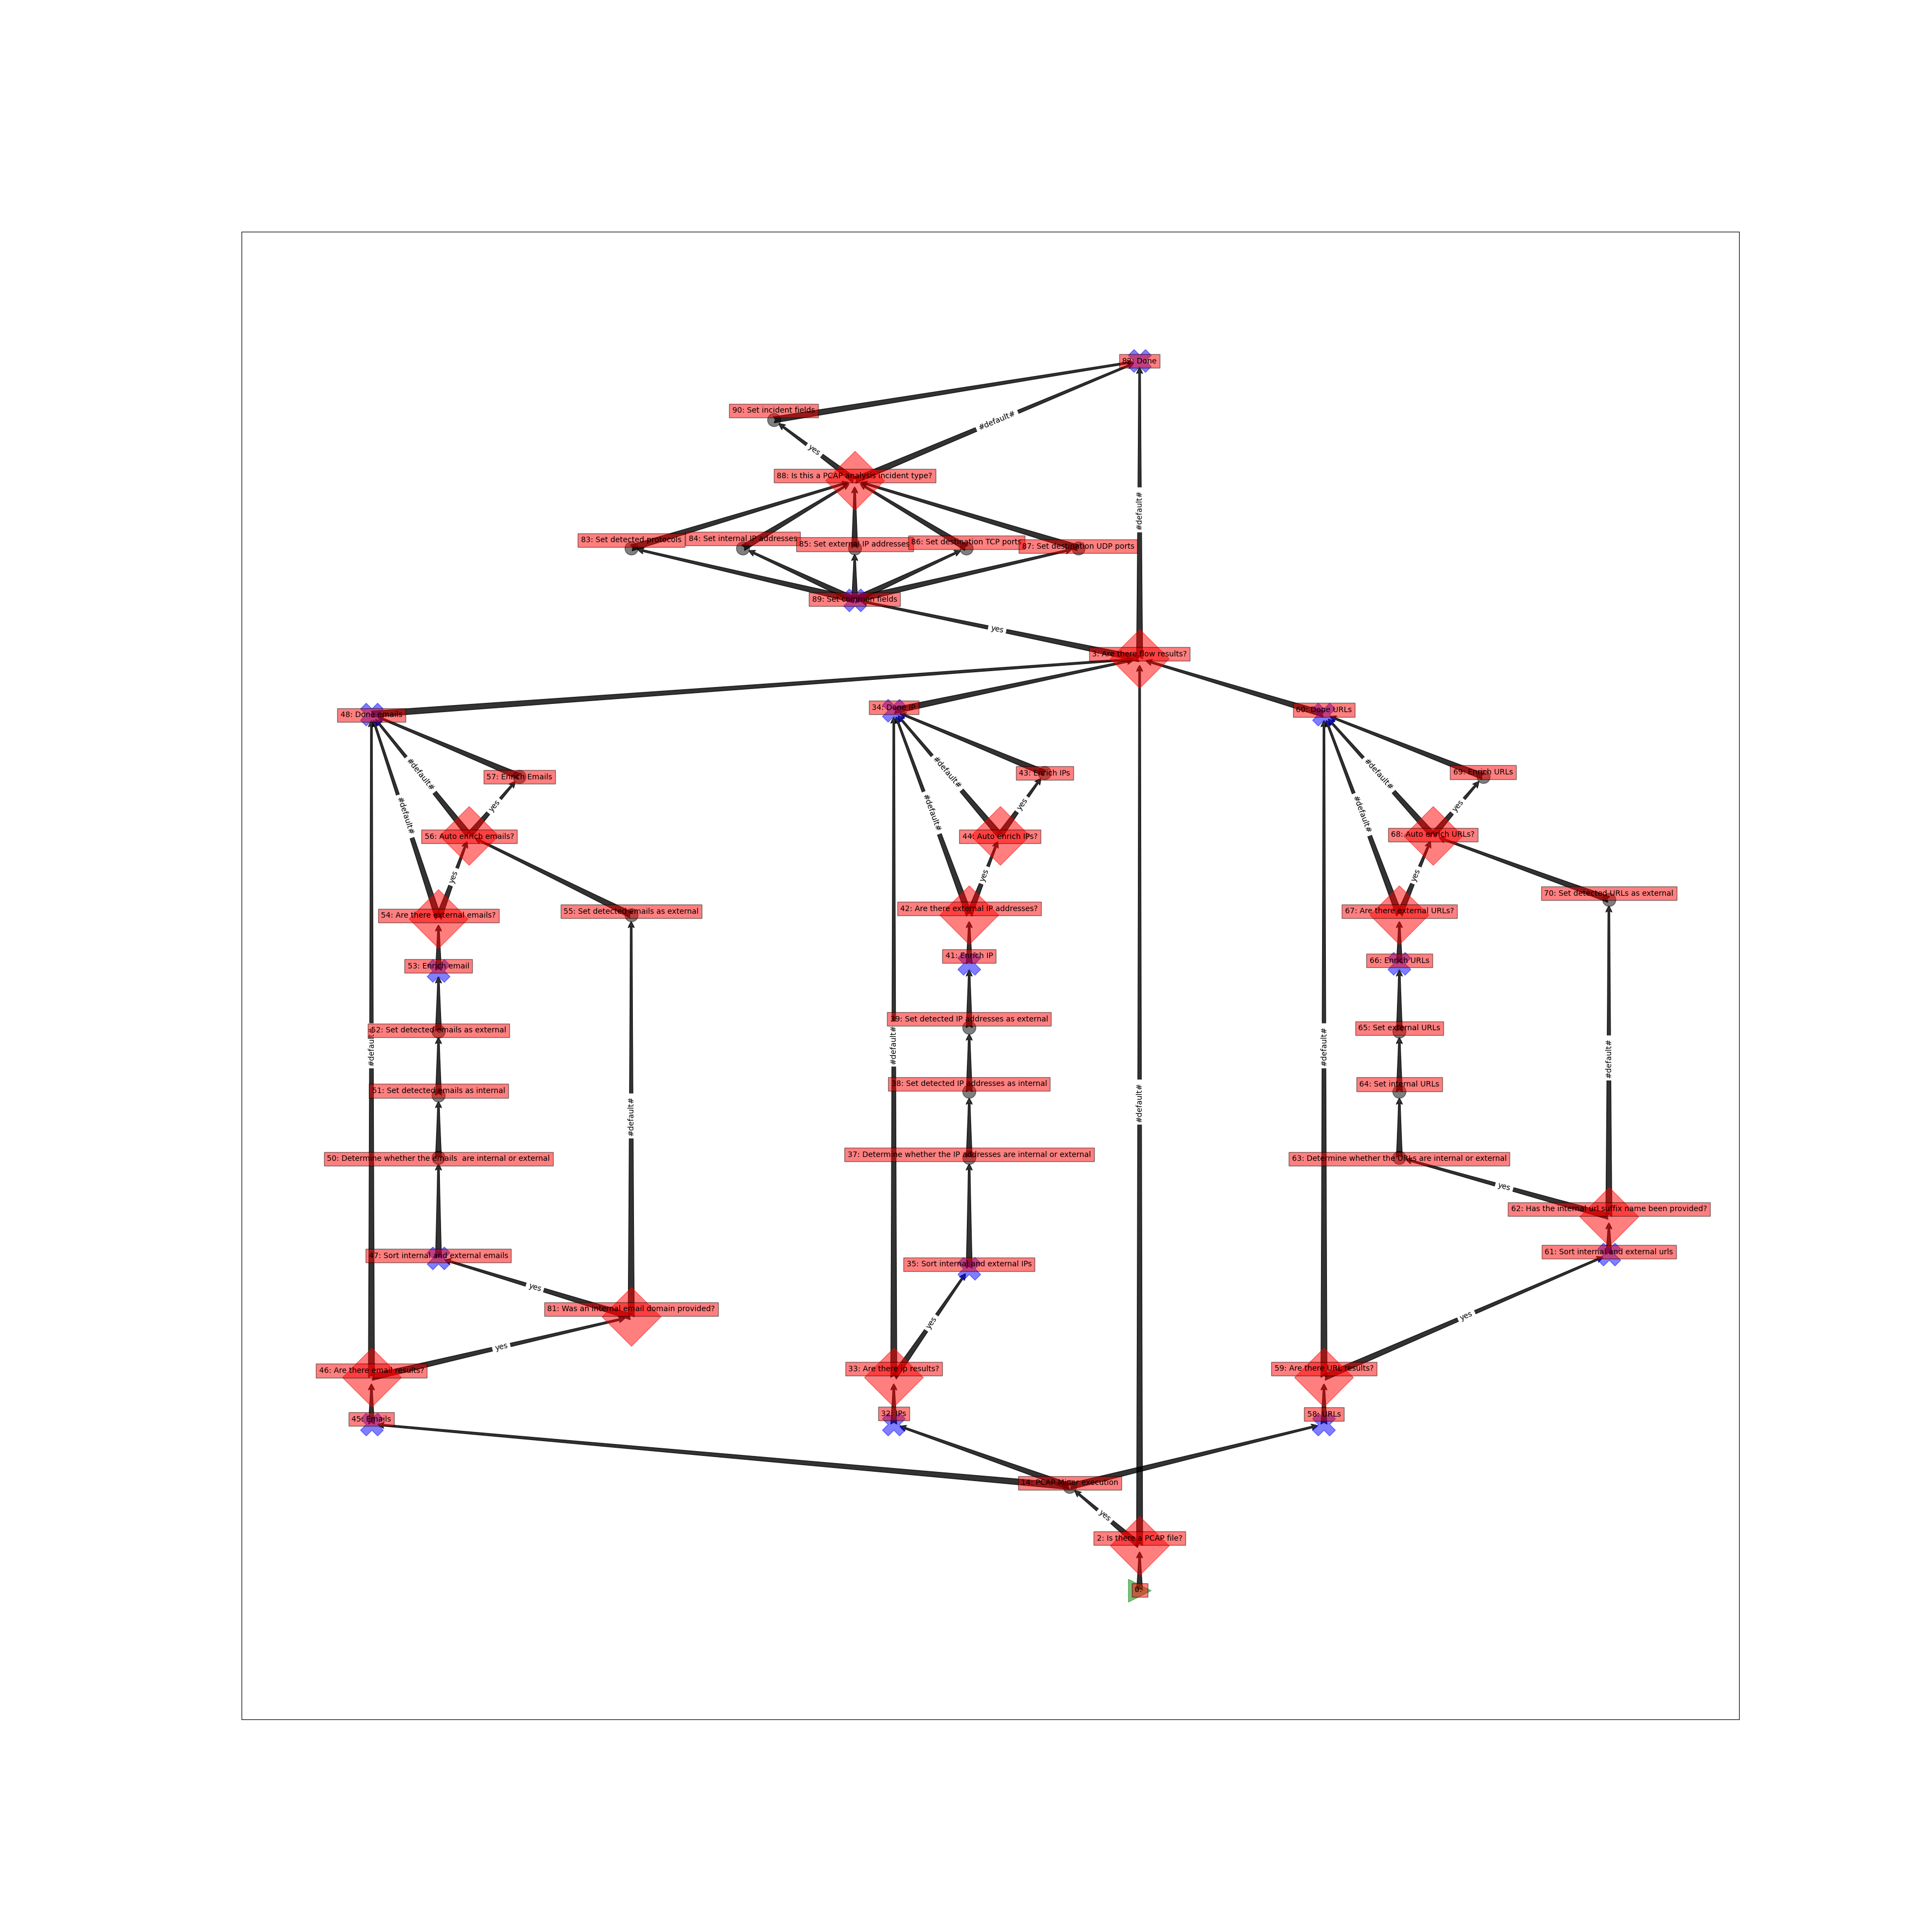 82: Done
90: Set incident fields
#default#
yes
88: Is this a PCAP analysis incident type?
#default#
83: Set detected protocols
84: Set internal IP addresses
85: Set external IP addresses
86: Set destination TCP ports
87: Set destination UDP ports
89: Set common fields
yes
3: Are there flow results?
48: Done emails
34: Done IP
60: Done URLs
57: Enrich Emails
43: Enrich IPs
69: Enrich URLs
#default#
#default#
#default#
yes
yes
yes
#default#
#default#
#default#
56: Auto enrich emails?
44: Auto enrich IPs?
68: Auto enrich URLs?
yes
yes
yes
70: Set detected URLs as external
54: Are there external emails?
55: Set detected emails as external
42: Are there external IP addresses?
67: Are there external URLs?
53: Enrich email
41: Enrich IP
66: Enrich URLs
52: Set detected emails as external
39: Set detected IP addresses as external
65: Set external URLs
#default#
#default#
#default#
#default#
51: Set detected emails as internal
38: Set detected IP addresses as internal
64: Set internal URLs
#default#
#default#
50: Determine whether the emails  are internal or external
37: Determine whether the IP addresses are internal or external
63: Determine whether the URLs are internal or external
yes
62: Has the internal url suffix name been provided?
47: Sort internal and external emails
35: Sort internal and external IPs
61: Sort internal and external urls
yes
81: Was an internal email domain provided?
yes
yes
yes
46: Are there email results?
33: Are there ip results?
59: Are there URL results?
45: Emails
32: IPs
58: URLs
14: PCAP Miner execution
yes
2: Is there a PCAP file?
0: